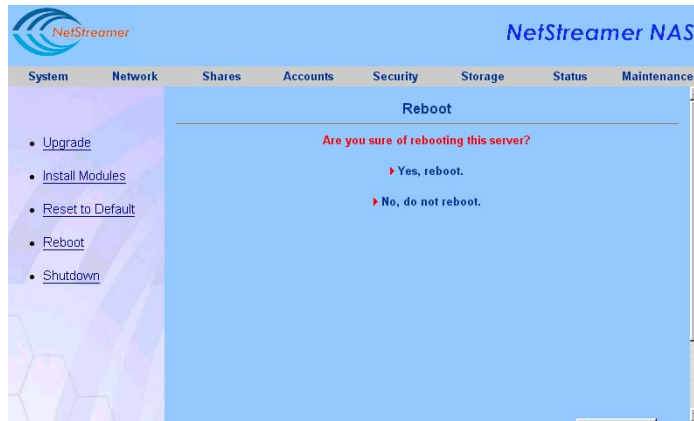 NetStreamer
NetStreamer NAS
System Network Shares Accounts Security Storage Status Maintenance
Reboot
Are you sure of rebooting this server?
Yes, reboot.
No, do not reboot.
Upgrade
Install Modules
Reset to Default
Reboot
Shutdown